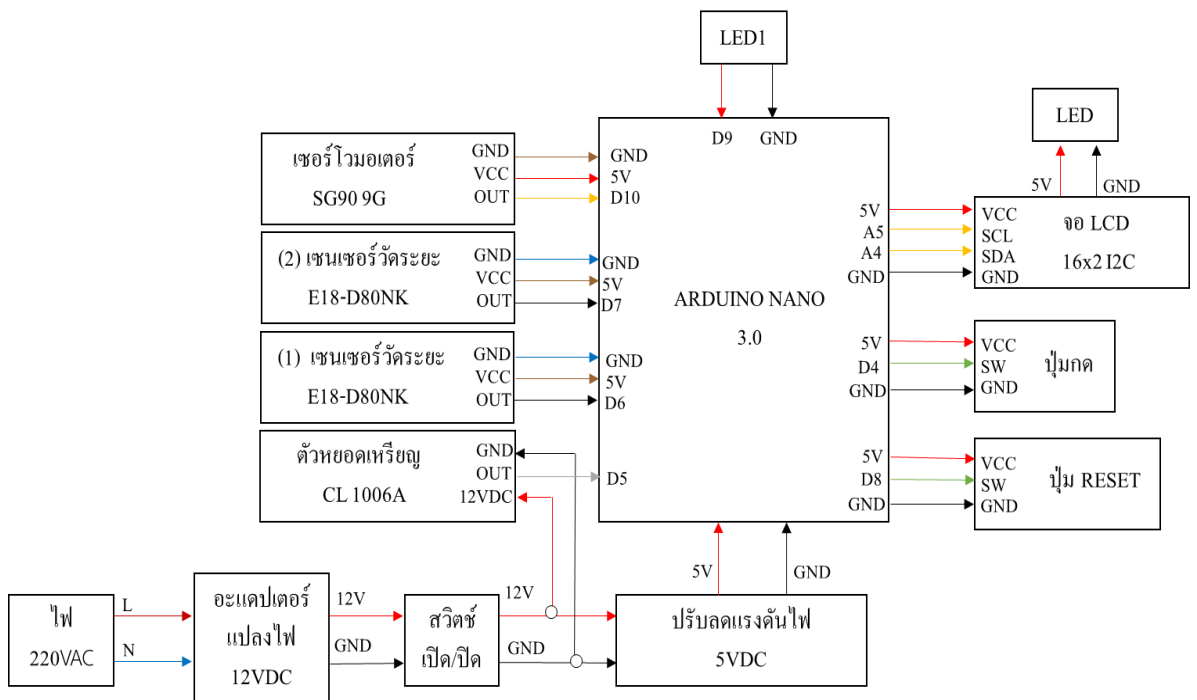 LED1
D9 GND
LED
5V GND
เซอร์โวมอเตอร์
SG90 9G
GND
VCC
OUT
GND
5V
D10
(2) เซนเซอร์วัดระยะ
E18-D80NK
GND
VCC
OUT
GND
5V
D7
(1) เซนเซอร์วัดระยะ
E18-D80NK
GND
VCC
OUT
GND
5V
D6
ตัวหยอดเหรียญ
CL 1006A
GND
OUT
12VDC
D5
ARDUINO NANO
3.0
5V
A5
A4
GND
VCC
SCL
SDA
GND
จอ LCD
16x2 I2C
5V
D4
GND
VCC
SW
GND
ปุ่มกด
5V
D8
GND
VCC
SW
GND
ปุ่ม RESET
5V GND
ไฟ
220VAC
L
N
อะแดปเตอร์
แปลงไฟ
12VDC
12V
GND
สวิตช์
เปิด/ปิด
12V
GND
ปรับลดแรงดันไฟ
5VDC